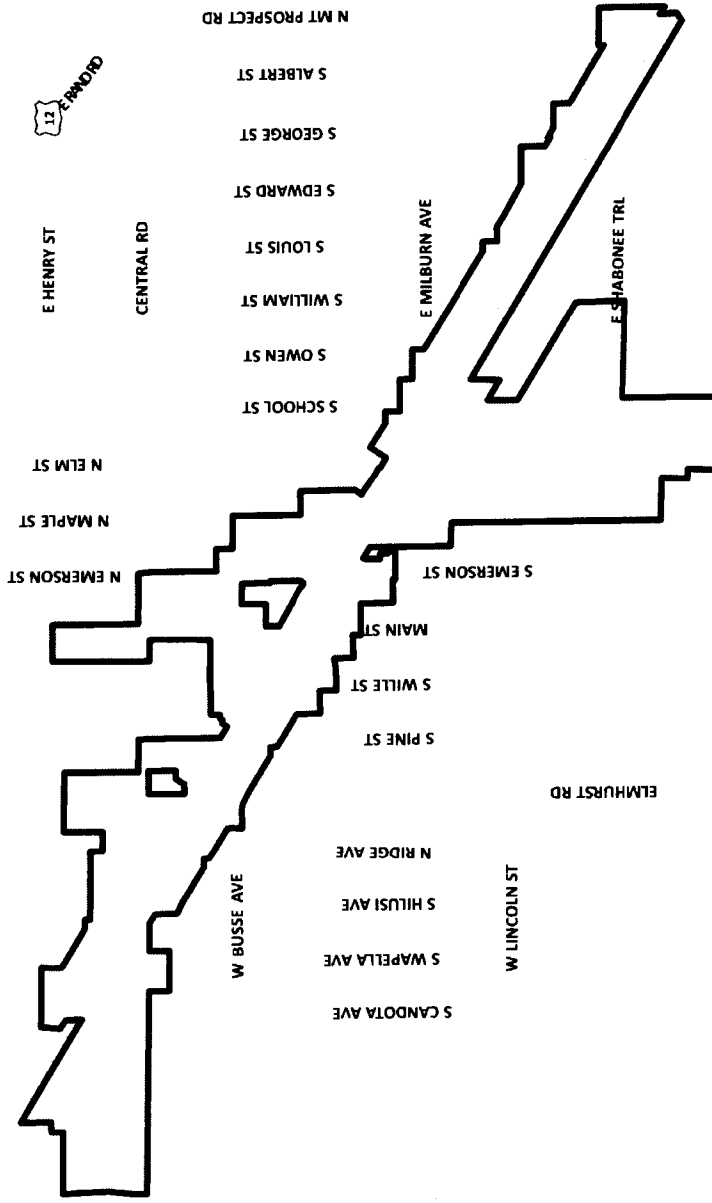 N MT PROSPECT RD
12
E RAND RD
S ALBERT ST
S GEORGE ST
S EDWARD ST
E HENRY ST
CENTRAL RD
S LOUIS ST
E MILBURN AVE
E SHABONEE TRL
S WILLIAM ST
S OWEN ST
S SCHOOL ST
N ELM ST
N MAPLE ST
N EMERSON ST
S EMERSON ST
MAIN ST
S WILLE ST
S PINE ST
ELMHURST RD
N RIDGE AVE
W BUSSE AVE
S HILUSI AVE
W LINCOLN ST
S WAPELLA AVE
S CANDOTA AVE